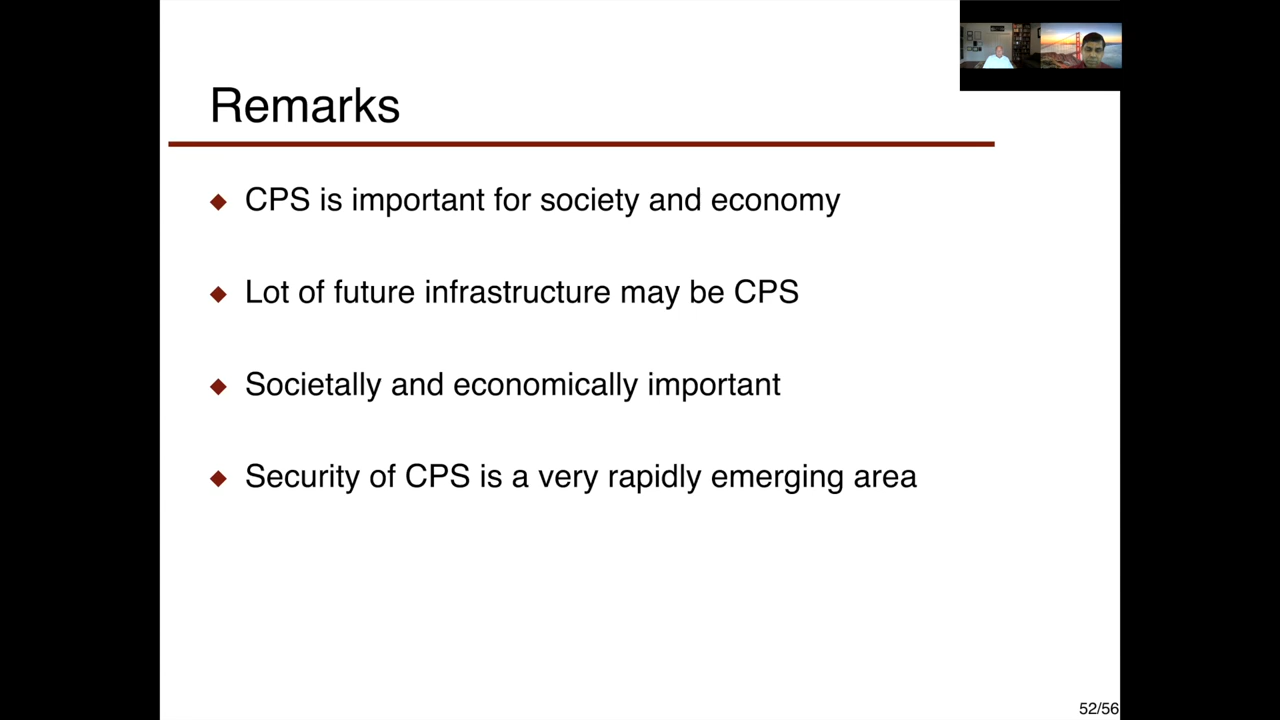 Remarks
CPS is important for society and economy
Lot of future infrastructure may be CPS
Societally and economically important
Security of CPS is a very rapidly emerging area
52/56